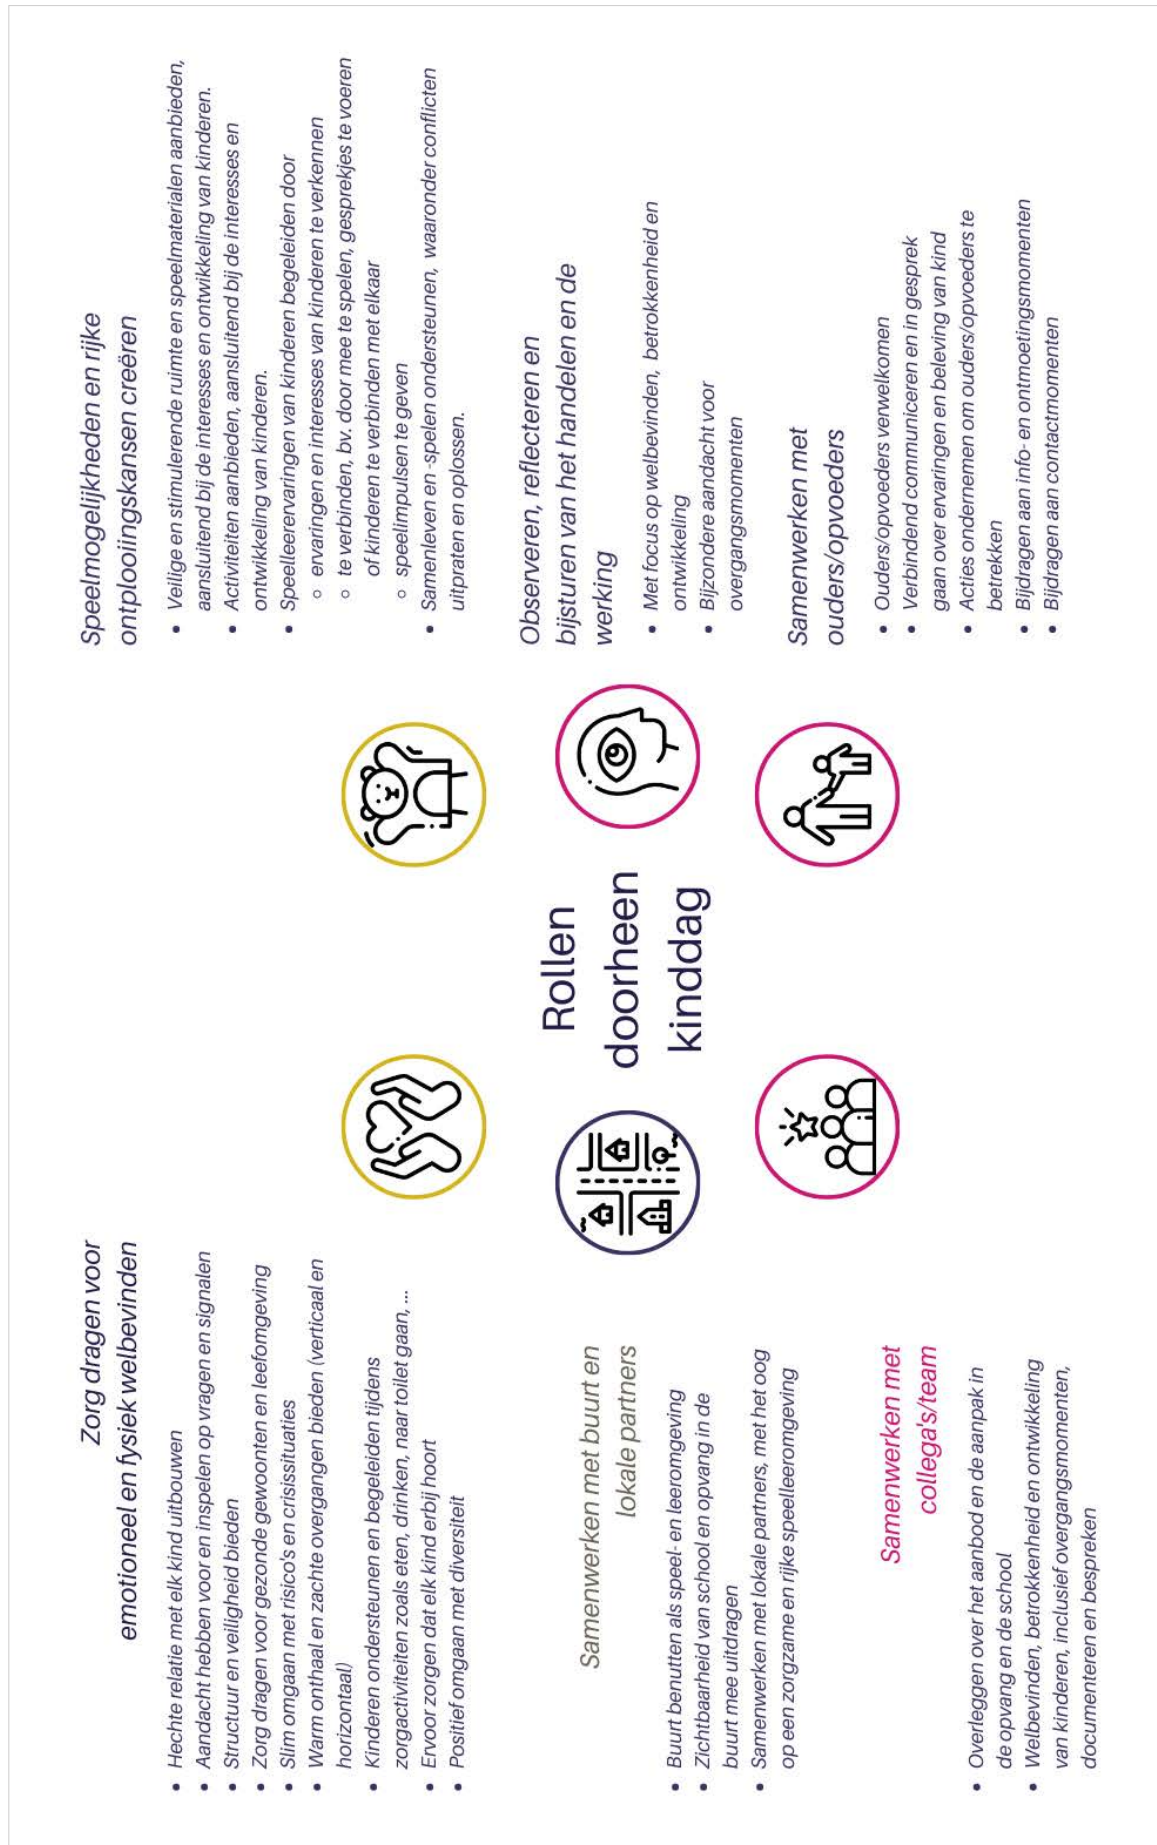 Zorg dragen voor
emotioneel en fysiek welbevinden
• Hechte relatie met elk kind uitbouwen
• Aandacht hebben voor en inspelen op vragen en signalen
• Structuur en veiligheid bieden
• Zorg dragen voor gezonde gewoonten en leefomgeving
• Slim omgaan met risico's en crisissituaties
• Warm onthaal en zachte overgangen bieden (verticaal en
horizontaal)
• Kinderen ondersteunen en begeleiden tijdens
zorgactiviteiten zoals eten, drinken, naar toilet gaan, ...
• Ervoor zorgen dat elk kind erbij hoort
• Positief omgaan met diversiteit
Speelmogelijkheden en rijke
ontplooiingskansen creëren
• Veilige en stimulerende ruimte en speelmaterialen aanbieden,
aansluitend bij de interesses en ontwikkeling van kinderen.
• Activiteiten aanbieden, aansluitend bij de interesses en
ontwikkeling van kinderen.
• Speelleerervaringen van kinderen begeleiden door
○ ervaringen en interesses van kinderen te verkennen
○ te verbinden, bv. door mee te spelen, gesprekjes te voeren
of kinderen te verbinden met elkaar
○ speelimpulsen te geven
• Samenleven en -spelen ondersteunen, waaronder conflicten
uitpraten en oplossen.
Rollen
doorheen
kinddag
Samenwerken met buurt en
lokale partners
• Buurt benutten als speel- en leeromgeving
• Zichtbaarheid van school en opvang in de
buurt mee uitdragen
• Samenwerken met lokale partners, met het oog
op een zorgzame en rijke speelleeromgeving
Observeren, reflecteren en
bijsturen van het handelen en de
werking
• Met focus op welbevinden, betrokkenheid en
ontwikkeling
• Bijzondere aandacht voor
overgangsmomenten
Samenwerken met
collega's/team
• Overleggen over het aanbod en de aanpak in
de opvang en de school
• Welbevinden, betrokkenheid en ontwikkeling
van kinderen, inclusief overgangsmomenten,
documenteren en bespreken
Samenwerken met
ouders/opvoeders
• Ouders/opvoeders verwelkomen
• Verbindend communiceren en in gesprek
gaan over ervaringen en beleving van kind
• Acties ondernemen om ouders/opvoeders te
betrekken
• Bijdragen aan info- en ontmoetingsmomenten
• Bijdragen aan contactmomenten